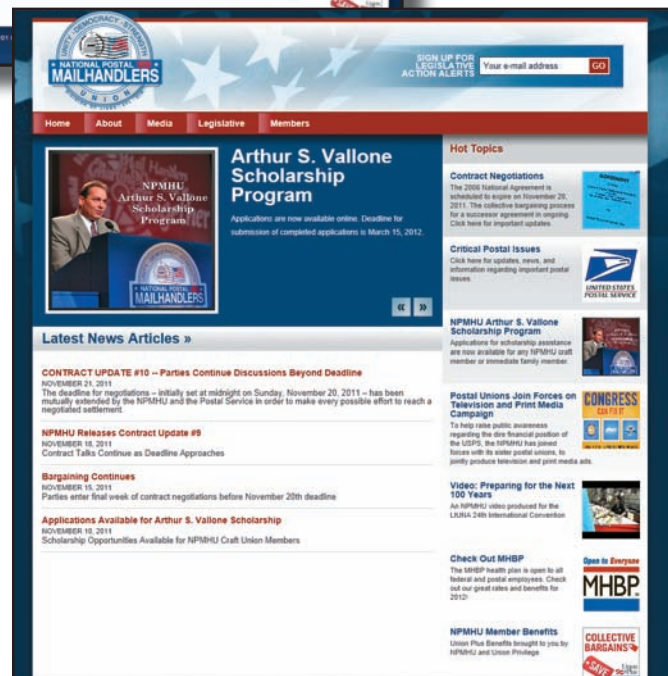 UNITY · DEMOCRACY · STRENGTH
NATIONAL POSTAL
MAILHANDLERS
UNION
SIGN UP FOR
LEGISLATIVE
ACTION ALERTS
Your e-mail address
GO
Home
About
Media
Legislative
Members
NPMHU
Arthur S. Vallone
Scholarship
Program
NATIONAL POSTAL
MAILHANDLERS
Arthur S. Vallone
Scholarship
Program
Applications are now available online. Deadline for
submission of completed applications is March 15, 2012.
«
»
Latest News Articles »
CONTRACT UPDATE #10 -- Parties Continue Discussions Beyond Deadline
NOVEMBER 21, 2011
The deadline for negotiations – initially set at midnight on Sunday, November 20, 2011 – has been
mutually extended by the NPMHU and the Postal Service in order to make every possible effort to reach a
negotiated settlement.
NPMHU Releases Contract Update #9
NOVEMBER 18, 2011
Contract Talks Continue as Deadline Approaches
Bargaining Continues
NOVEMBER 15, 2011
Parties enter final week of contract negotiations before November 20th deadline
Applications Available for Arthur S. Vallone Scholarship
NOVEMBER 10, 2011
Scholarship Opportunities Available for NPMHU Craft Union Members
Hot Topics
Contract Negotiations
The 2006 National Agreement is
scheduled to expire on November 20,
2011. The collective bargaining process
for a successor agreement in ongoing.
Click here for important updates.
AGREEMENT
Critical Postal Issues
Click here for updates, news, and
information regarding important postal
issues.
UNITED STATES
POSTAL SERVICE
NPMHU Arthur S. Vallone
Scholarship Program
Applications for scholarship assistance
are now available for any NPMHU craft
member or immediate family member.
Postal Unions Join Forces on
Television and Print Media
Campaign
To help raise public awareness
regarding the dire financial position of
the USPS, the NPMHU has joined
forces with its sister postal unions, to
jointly produce television and print media ads.
CONGRESS
CAN FIX IT
Video: Preparing for the Next
100 Years
An NPMHU video produced for the
LIUNA 24th International Convention
Check Out MHBP
The MHBP health plan is open to all
federal and postal employees. Check
out our great rates and benefits for
2012!
Open to Everyone
MHBP
NPMHU Member Benefits
Union Plus Benefits brought to you by
NPMHU and Union Privilege
COLLECTIVE
BARGAINS
SAVE
Union